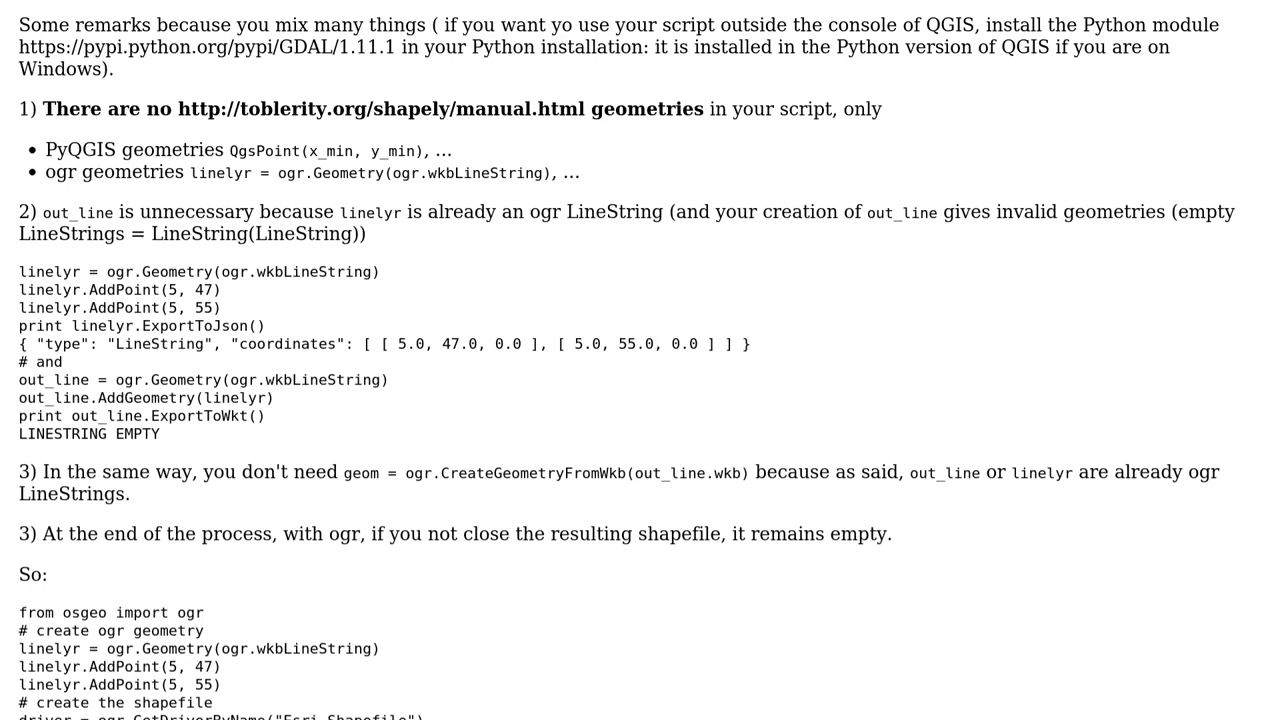 Some remarks because you mix many things ( if you want yo use your script outside the console of QGIS, install the Python module
https://pypi.python.org/pypi/GDAL/1.11.1 in your Python installation: it is installed in the Python version of QGIS if you are on
Windows).
1) There are no http://toblerity.org/shapely/manual.html geometries in your script, only
• PyQGIS geometries QgsPoint(x_min, y_min), ...
• ogr geometries linelyr = ogr.Geometry(ogr.wkbLineString), ...
2) out_line is unnecessary because linelyr is already an ogr LineString (and your creation of out_line gives invalid geometries (empty
LineStrings = LineString(LineString))
linelyr = ogr.Geometry(ogr.wkbLineString)
linelyr.AddPoint(5, 47)
linelyr.AddPoint(5, 55)
print linelyr.ExportToJson()
{ "type": "LineString", "coordinates": [ [ 5.0, 47.0, 0.0 ], [ 5.0, 55.0, 0.0 ] ] }
# and
out_line = ogr.Geometry(ogr.wkbLineString)
out_line.AddGeometry(linelyr)
print out_line.ExportToWkt()
LINESTRING EMPTY
3) In the same way, you don't need geom = ogr.CreateGeometryFromWkb(out_line.wkb) because as said, out_line or linelyr are already ogr
LineStrings.
3) At the end of the process, with ogr, if you not close the resulting shapefile, it remains empty.
So:
from osgeo import ogr
# create ogr geometry
linelyr = ogr.Geometry(ogr.wkbLineString)
linelyr.AddPoint(5, 47)
linelyr.AddPoint(5, 55)
# create the shapefile
driver = ogr.GetDriverByName("Esri Shapefile")